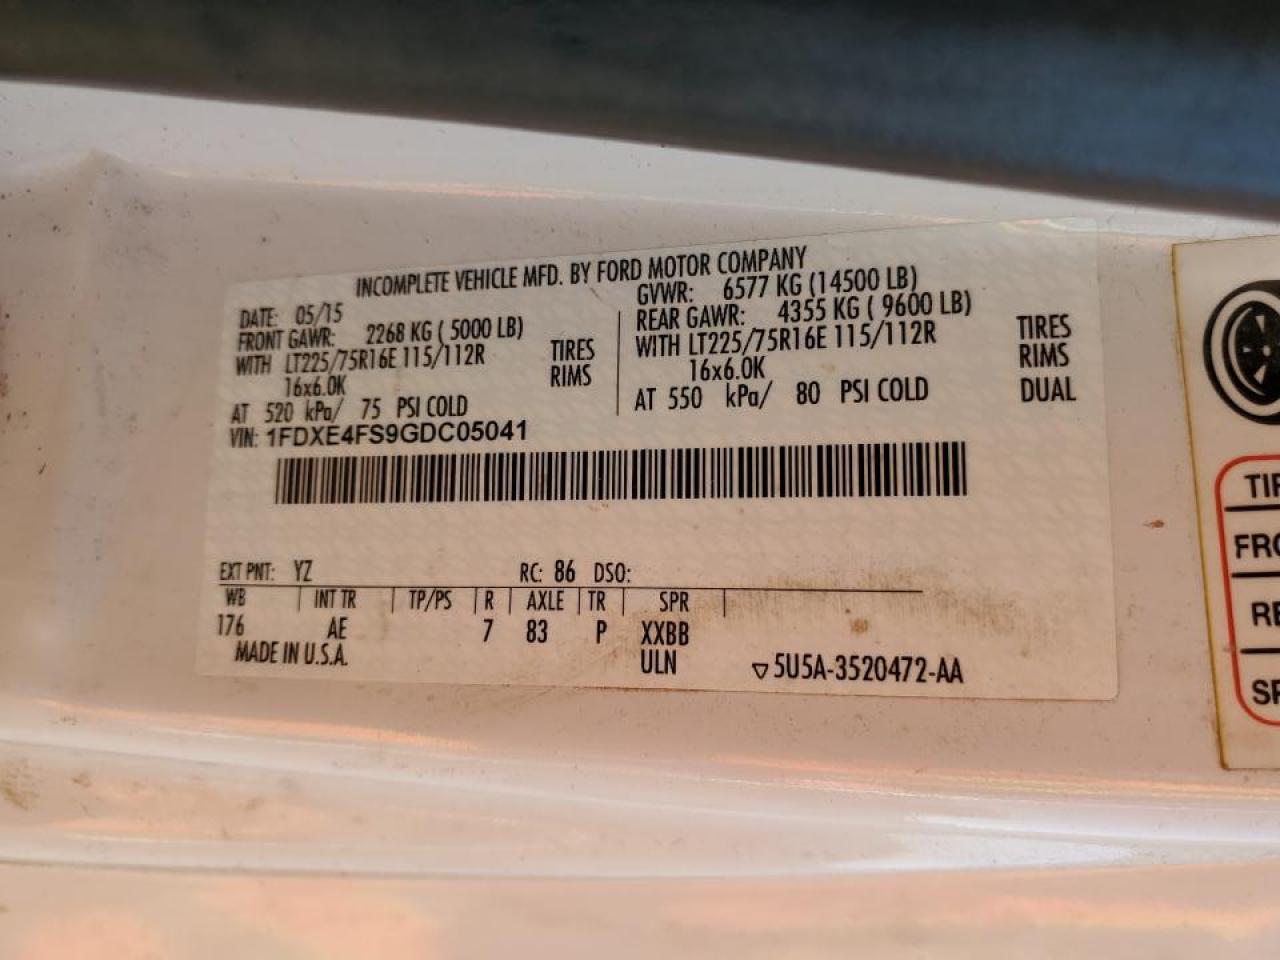 INCOMPLETE VEHICLE MFD. BY FORD MOTOR COMPANY
DATE: 05/15
FRONT GAWR: 2268 KG ( 5000 LB)
WITH LT225/75R16E 115/112R TIRES
16x6.0K RIMS
AT 520 kPa/ 75 PSI COLD
GVWR: 6577 KG (14500 LB)
REAR GAWR: 4355 KG ( 9600 LB)
WITH LT225/75R16E 115/112R TIRES
16x6.0K RIMS
AT 550 kPa/ 80 PSI COLD DUAL
VIN: 1FDXE4FS9GDC05041
EXT PNT: YZ RC: 86 DSO:
WB INT TR TP/PS R AXLE TR SPR
176 AE 7 83 P XXBB
MADE IN U.S.A. ULN ▽5U5A-3520472-AA